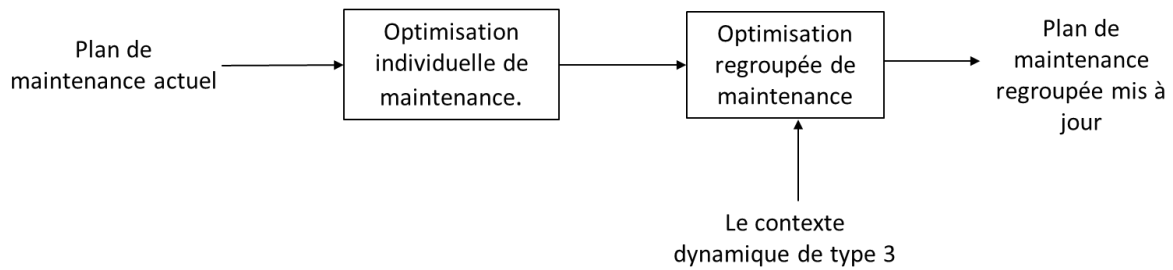 Plan de
maintenance actuel
Optimisation
individuelle de
maintenance.
Optimisation
regroupée de
maintenance
Plan de
maintenance
regroupée mis à
jour
Le contexte
dynamique de type 3